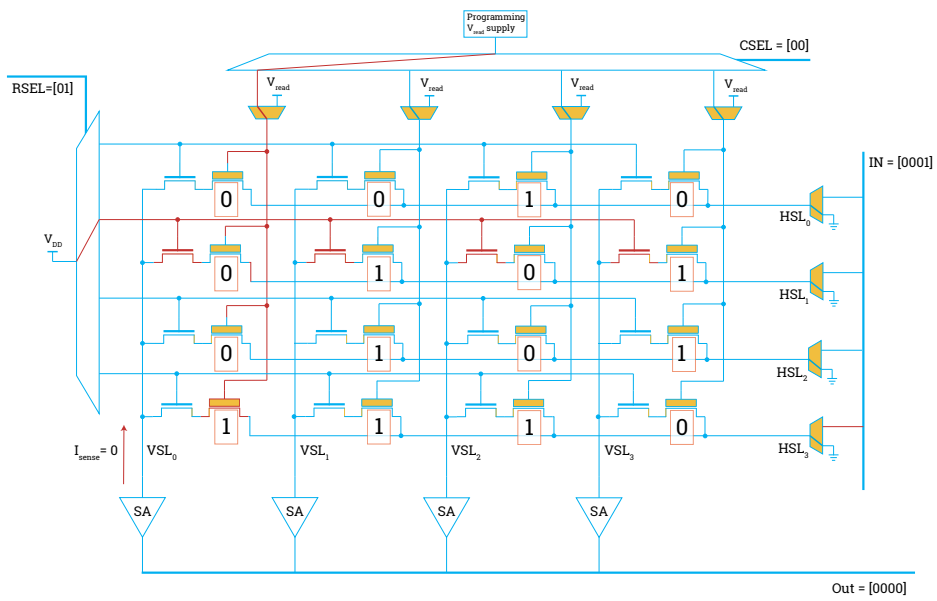 Programming
Vread supply
CSEL = [00]
RSEL=[01]
Vread
Vread
Vread
Vread
IN = [0001]
0
0
1
0
HSL0
VDD
0
1
0
1
HSL1
0
1
0
1
HSL2
1
1
1
0
HSL3
Isense= 0
VSL0
VSL1
VSL2
VSL3
SA
SA
SA
SA
Out = [0000]